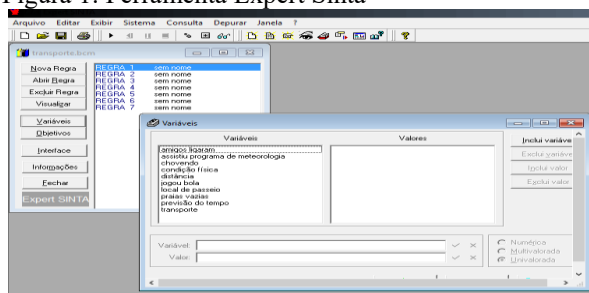 Figura 1: Ferramenta Expert Sinta
Arquivo Editar Exibir Sistema Consulta Depurar Janela ?
transporte.bcm
Nova Regra
Abrir Regra
Excluir Regra
Visualizar
Variáveis
Objetivos
Interface
Informações
Fechar
Expert SINTA
REGRA 1 sem nome
REGRA 2 sem nome
REGRA 3 sem nome
REGRA 4 sem nome
REGRA 5 sem nome
REGRA 6 sem nome
REGRA 7 sem nome
Variáveis
Variáveis Valores
amigos ligaram
assistiu programa de meteorologia
chovendo
condição física
distância
jogou bola
local de passeio
praias vazias
previsão do tempo
transporte
Inclui variáve
Exclui variáve
Inclui valor
Exclui valor
Variável:
Valor:
Numérica
Multivalorada
Univalorada